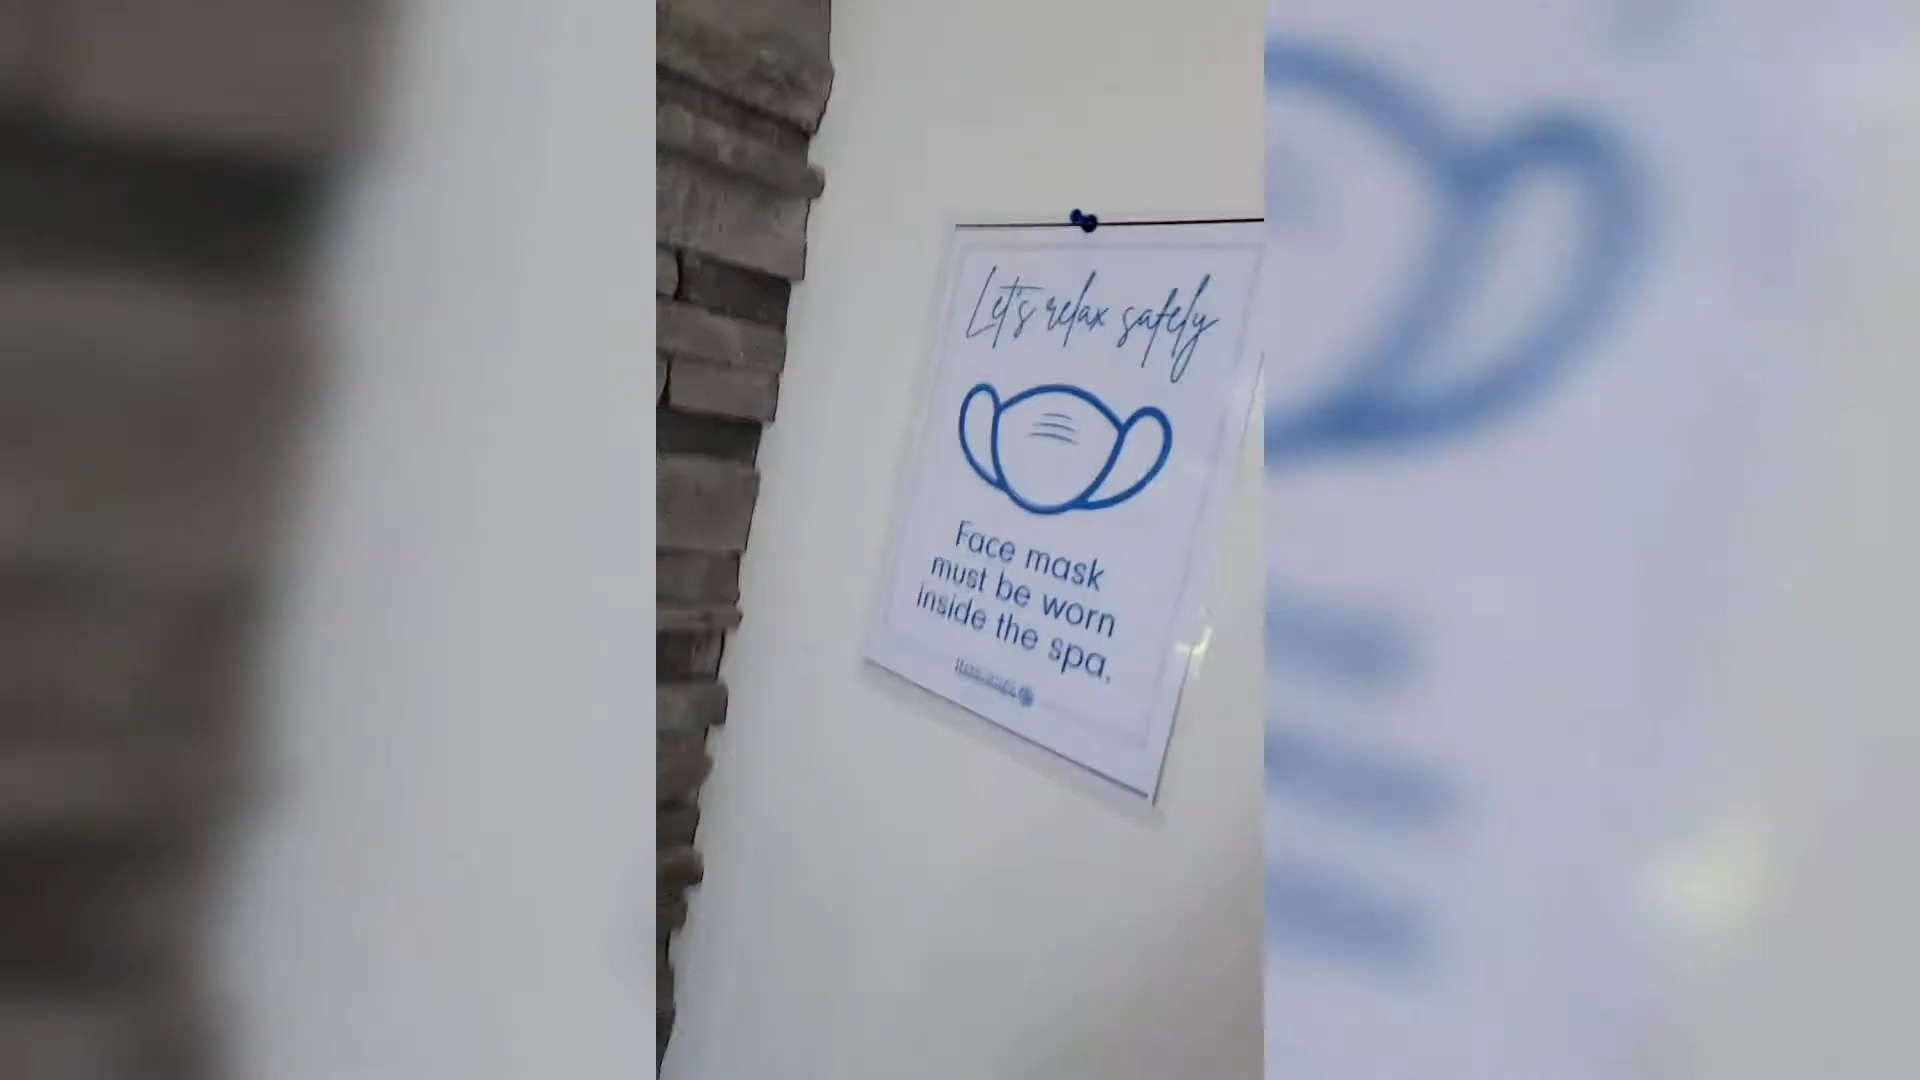 Let's relax safely
Face mask
must be worn
inside the spa.